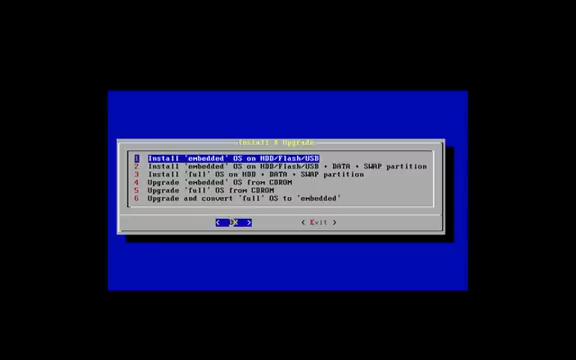 Install & Upgrade
1 Install 'embedded' OS on HDD/Flash/USB
2 Install 'embedded' OS on HDD/Flash/USB + DATA + SWAP partition
3 Install 'full' OS on HDD + DATA + SWAP partition
4 Upgrade 'embedded' OS from CDROM
5 Upgrade 'full' OS from CDROM
6 Upgrade and convert 'full' OS to 'embedded'
< OK > < Exit >